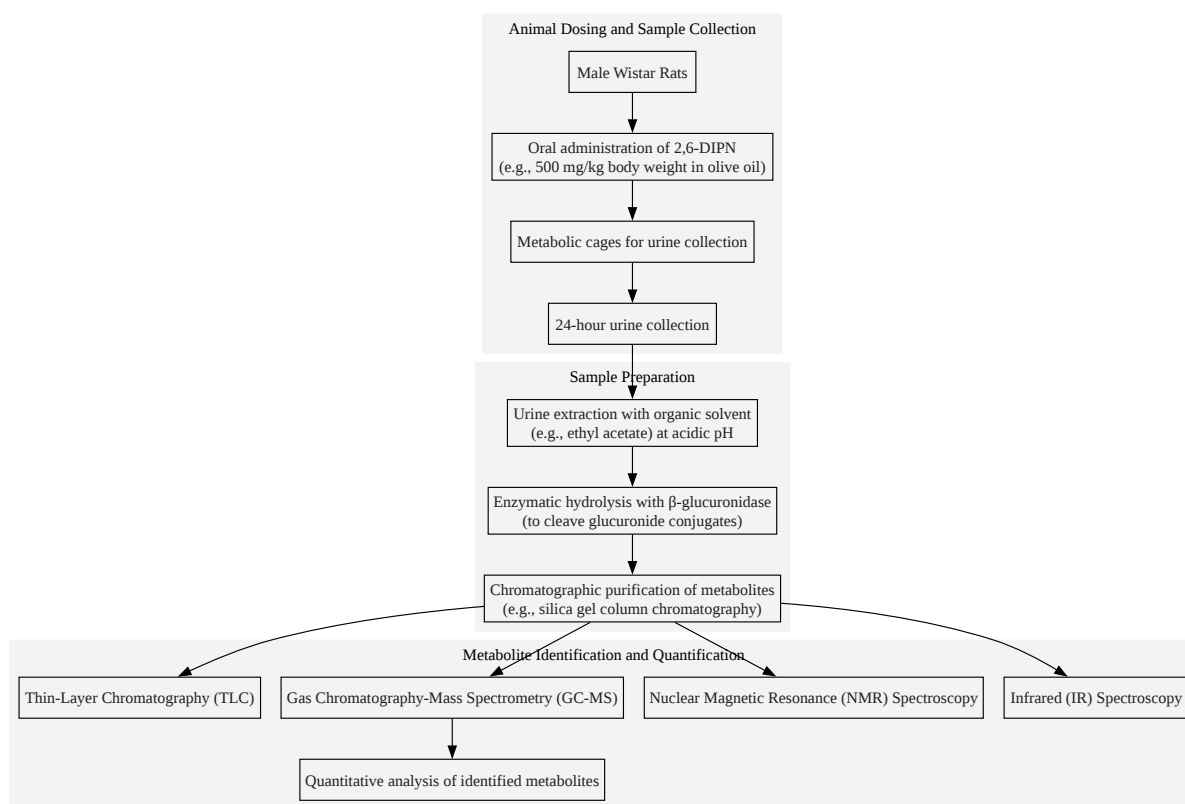 Animal Dosing and Sample Collection
Male Wistar Rats
Oral administration of 2,6-DIPN
(e.g., 500 mg/kg body weight in olive oil)
Metabolic cages for urine collection
24-hour urine collection
Sample Preparation
Urine extraction with organic solvent
(e.g., ethyl acetate) at acidic pH
Enzymatic hydrolysis with β-glucuronidase
(to cleave glucuronide conjugates)
Chromatographic purification of metabolites
(e.g., silica gel column chromatography)
Metabolite Identification and Quantification
Thin-Layer Chromatography (TLC)
Gas Chromatography-Mass Spectrometry (GC-MS)
Nuclear Magnetic Resonance (NMR) Spectroscopy
Infrared (IR) Spectroscopy
Quantitative analysis of identified metabolites